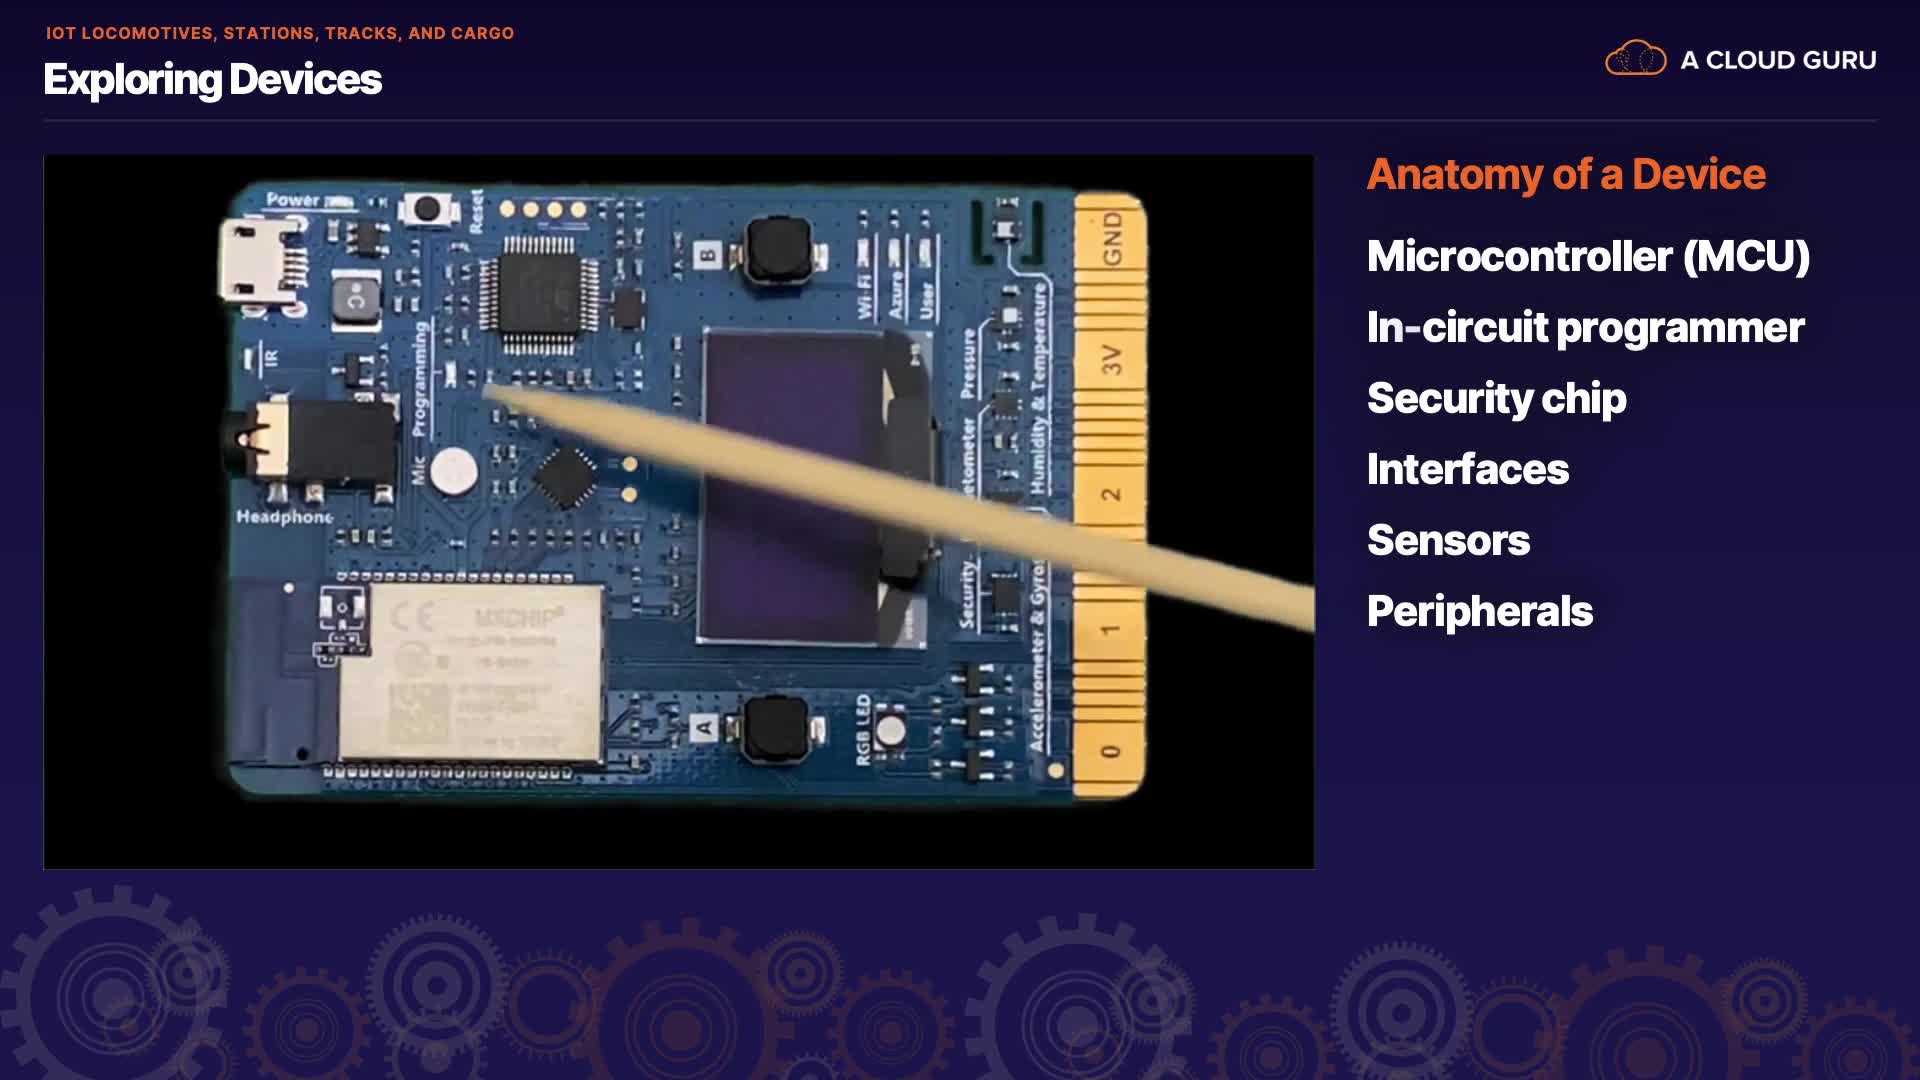 IOT LOCOMOTIVES, STATIONS, TRACKS, AND CARGO
Exploring Devices
A CLOUD GURU
Power
Reset
B
Wi-Fi
Azure
User
GND
IR
Programming
Mic
Headphone
Pressure
Humidity & Temperature
3V
2
Security
Accelerometer & Gyro
1
0
CE
MXCHIP
A
RGB LED
Anatomy of a Device
Microcontroller (MCU)
In-circuit programmer
Security chip
Interfaces
Sensors
Peripherals